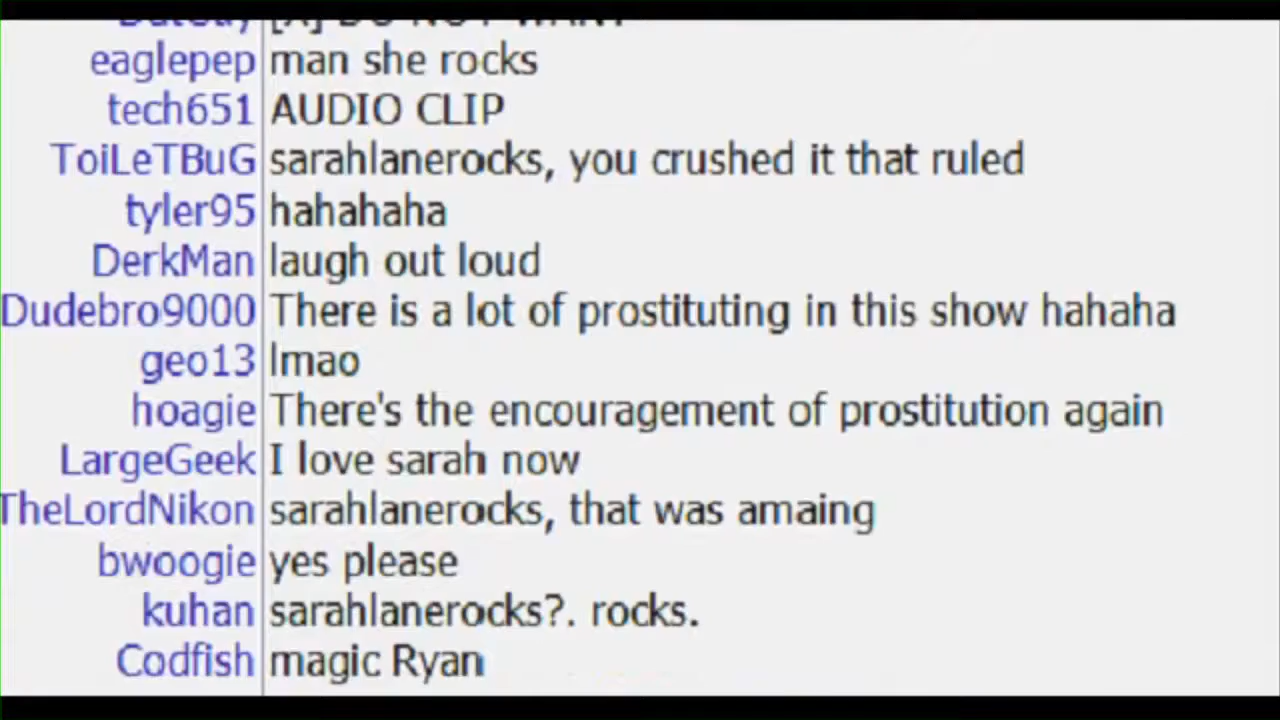 [X] DO NOT WANT
eaglepep man she rocks
tech651 AUDIO CLIP
ToiLeTBuG sarahlanerocks, you crushed it that ruled
tyler95 hahahaha
DerkMan laugh out loud
Dudebro9000 There is a lot of prostituting in this show hahaha
geo13 lmao
hoagie There's the encouragement of prostitution again
LargeGeek I love sarah now
TheLordNikon sarahlanerocks, that was amaing
bwoogie yes please
kuhan sarahlanerocks?. rocks.
Codfish magic Ryan